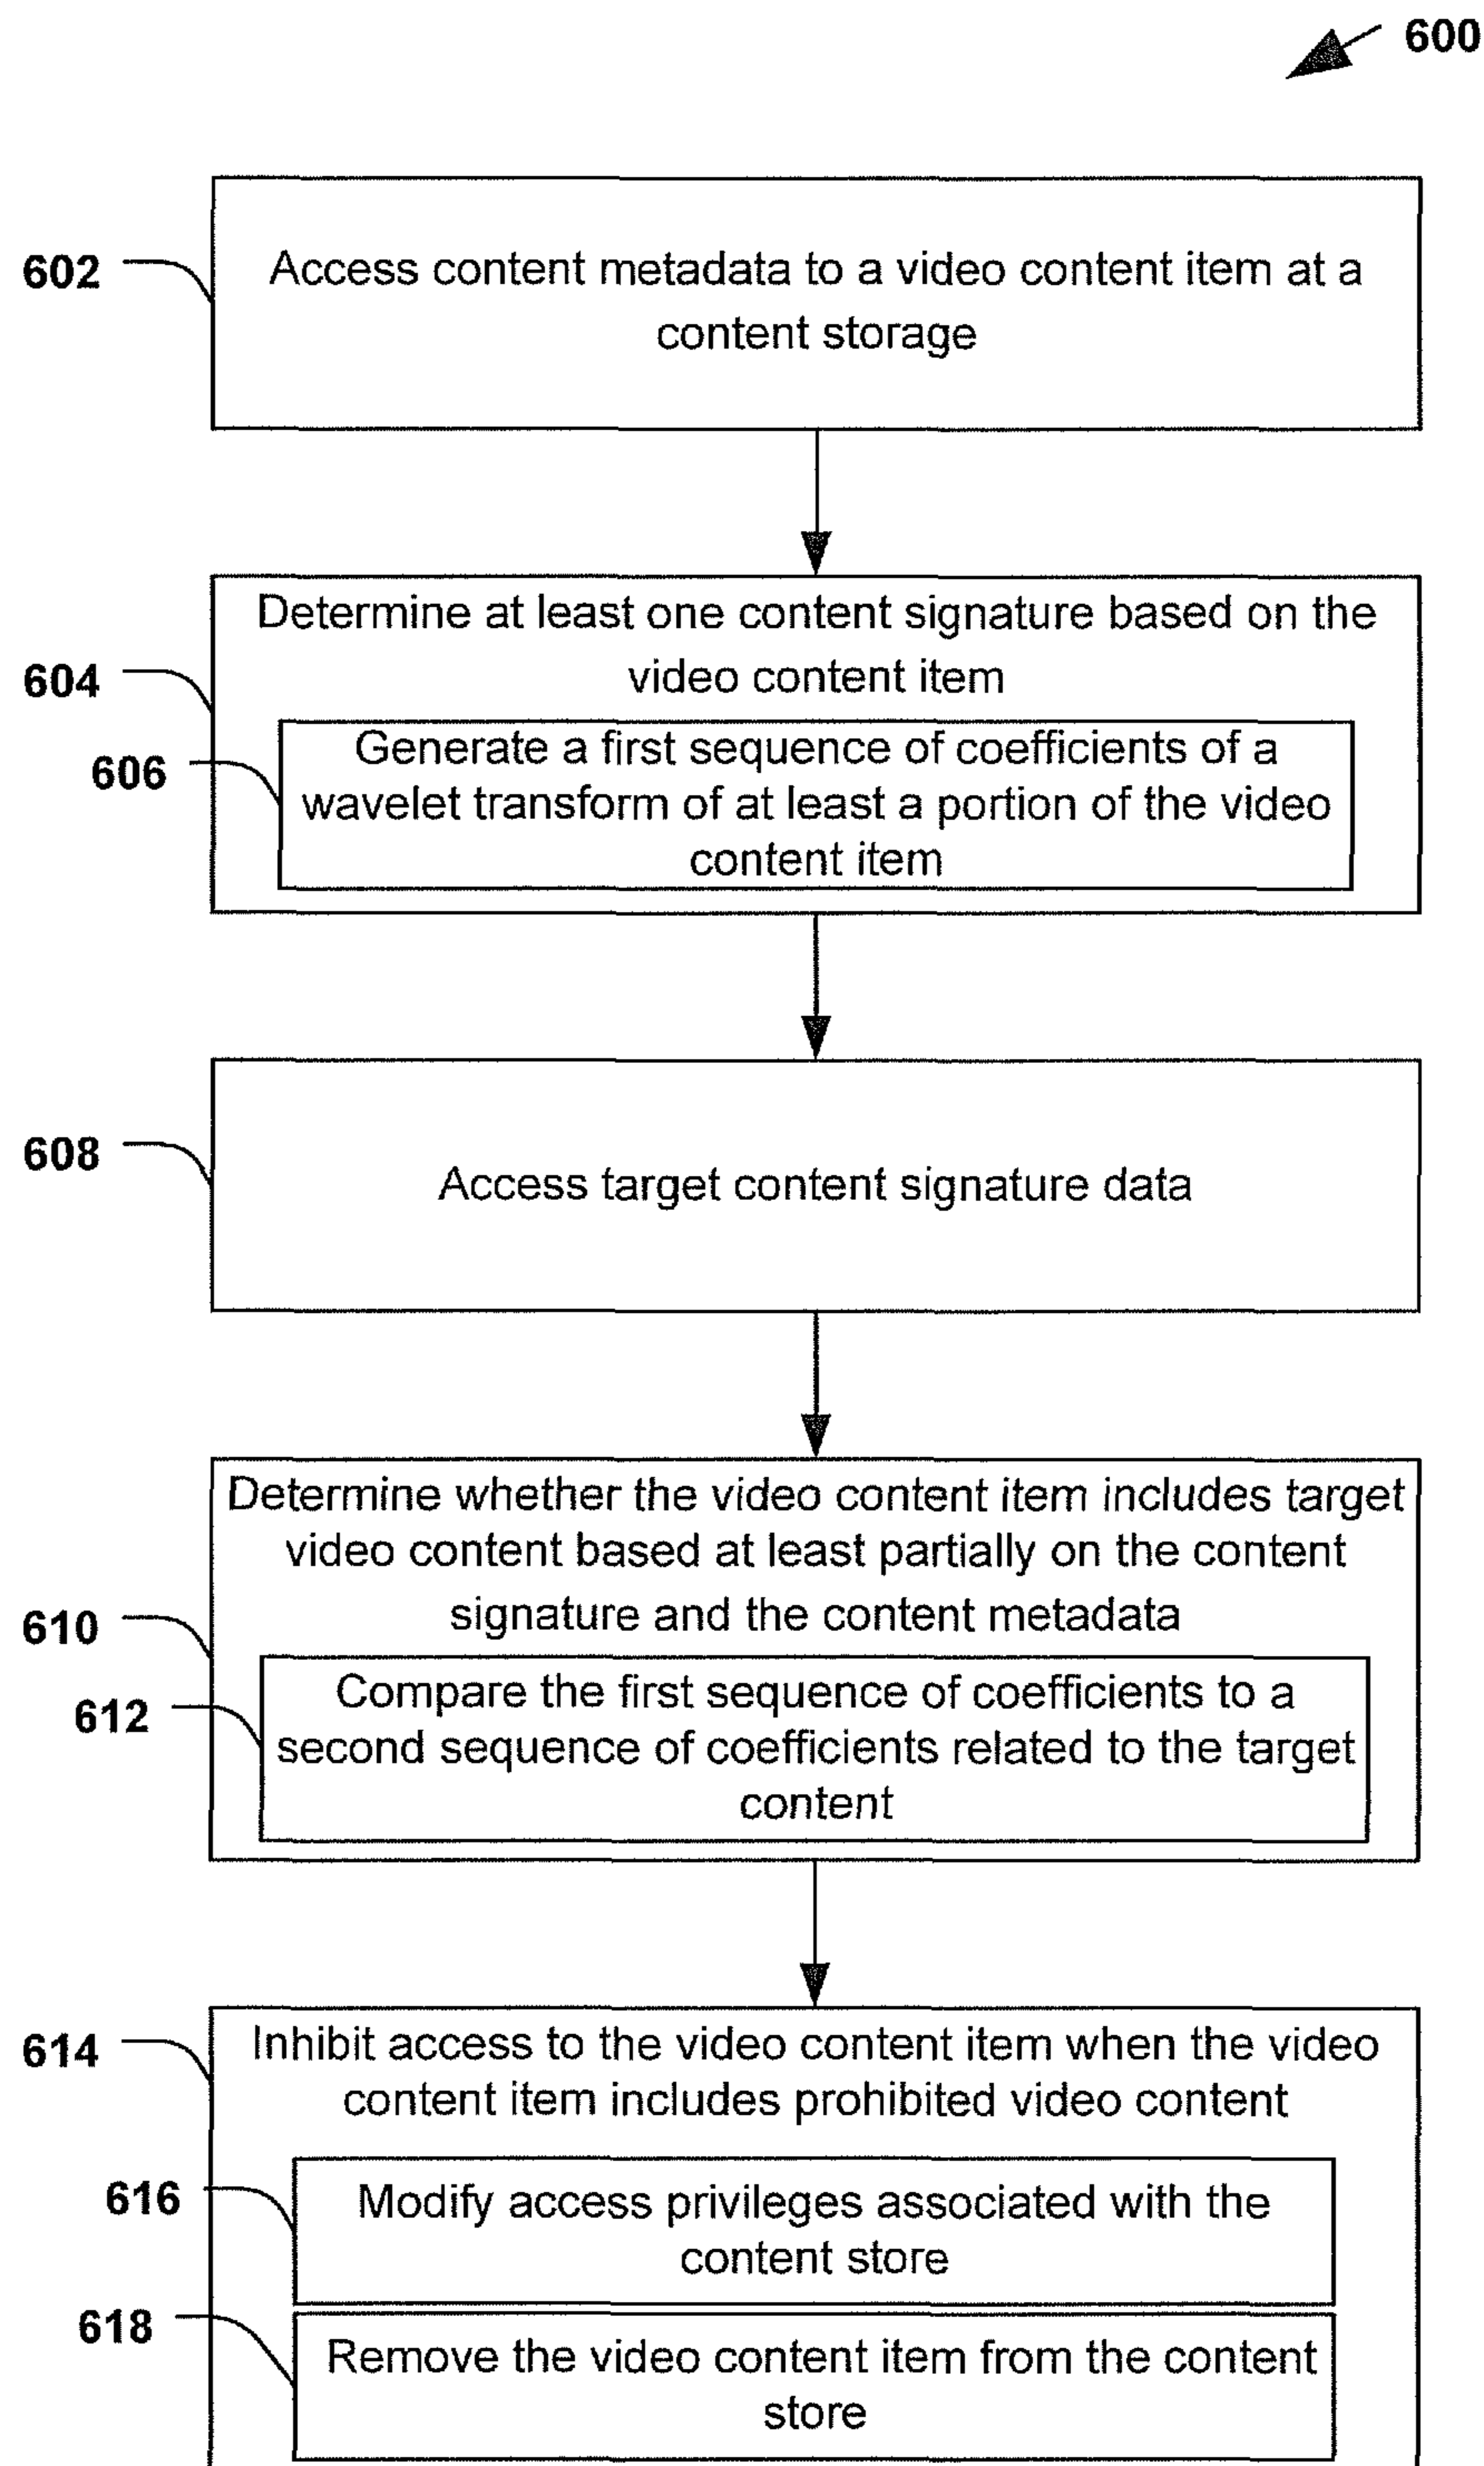 600
602
Access content metadata to a video content item at a
content storage
604
Determine at least one content signature based on the
video content item
606
Generate a first sequence of coefficients of a
wavelet transform of at least a portion of the video
content item
608
Access target content signature data
610
Determine whether the video content item includes target
video content based at least partially on the content
signature and the content metadata
612
Compare the first sequence of coefficients to a
second sequence of coefficients related to the target
content
614
Inhibit access to the video content item when the video
content item includes prohibited video content
616
Modify access privileges associated with the
content store
618
Remove the video content item from the content
store